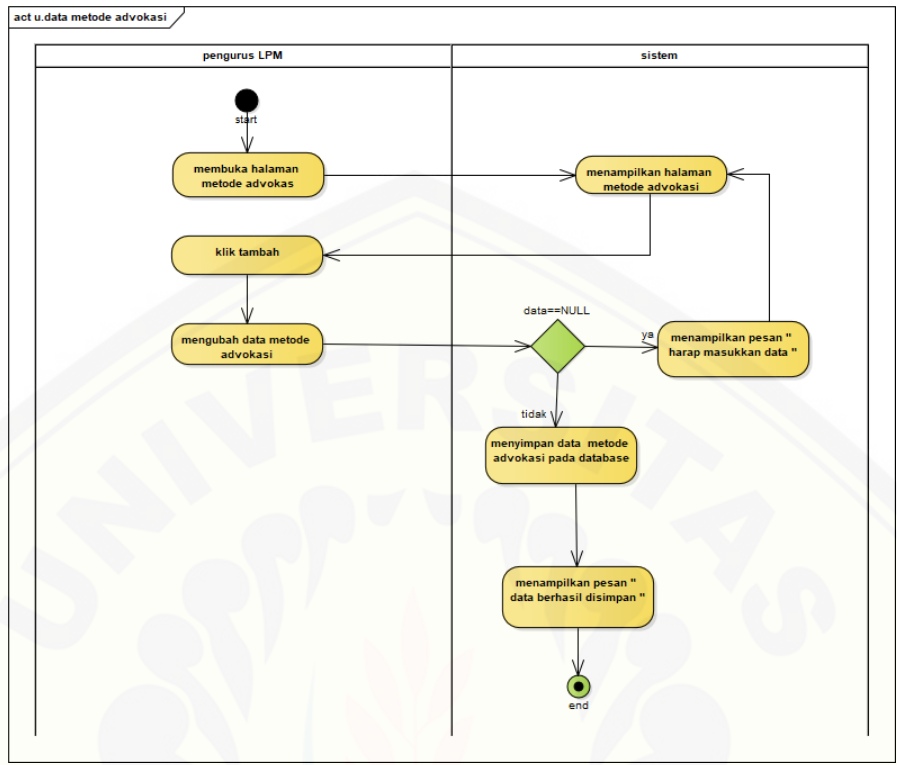 act u.data metode advokasi
pengurus LPM
sistem
start
membuka halaman
metode advokas
menampilkan halaman
metode advokasi
klik tambah
mengubah data metode
advokasi
data==NULL
ya
menampilkan pesan "
harap masukkan data "
tidak
menyimpan data metode
advokasi pada database
menampilkan pesan "
data berhasil disimpan "
end
UNIVERSITAS